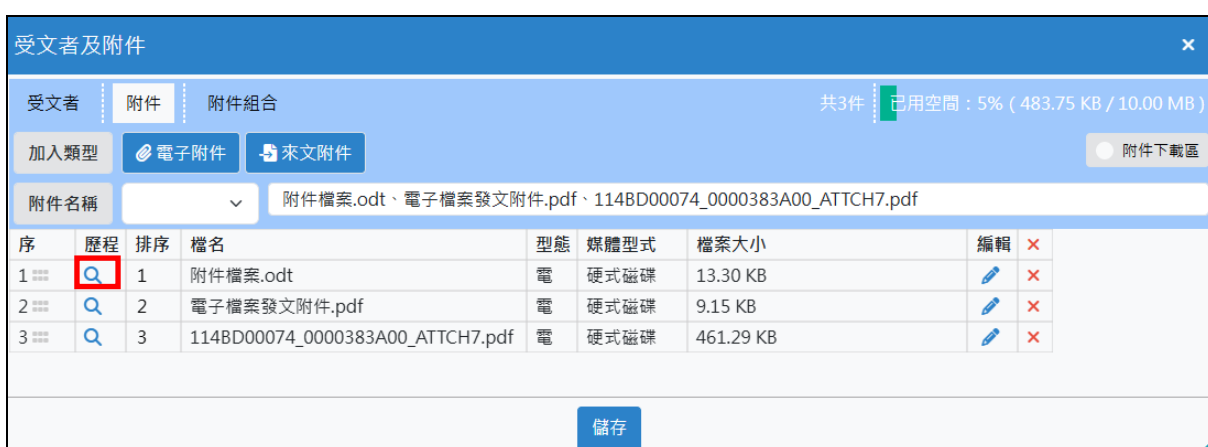 受文者及附件 ×
受文者 附件 附件組合 共3件 已用空間：5% ( 483.75 KB / 10.00 MB )
加入類型 電子附件 來文附件 附件下載區
附件名稱 附件檔案.odt、電子檔案發文附件.pdf、114BD00074_0000383A00_ATTCH7.pdf
序 歷程 排序 檔名 型態 媒體型式 檔案大小 編輯 ×
1 1 附件檔案.odt 電 硬式磁碟 13.30 KB ×
2 2 電子檔案發文附件.pdf 電 硬式磁碟 9.15 KB ×
3 3 114BD00074_0000383A00_ATTCH7.pdf 電 硬式磁碟 461.29 KB ×
儲存